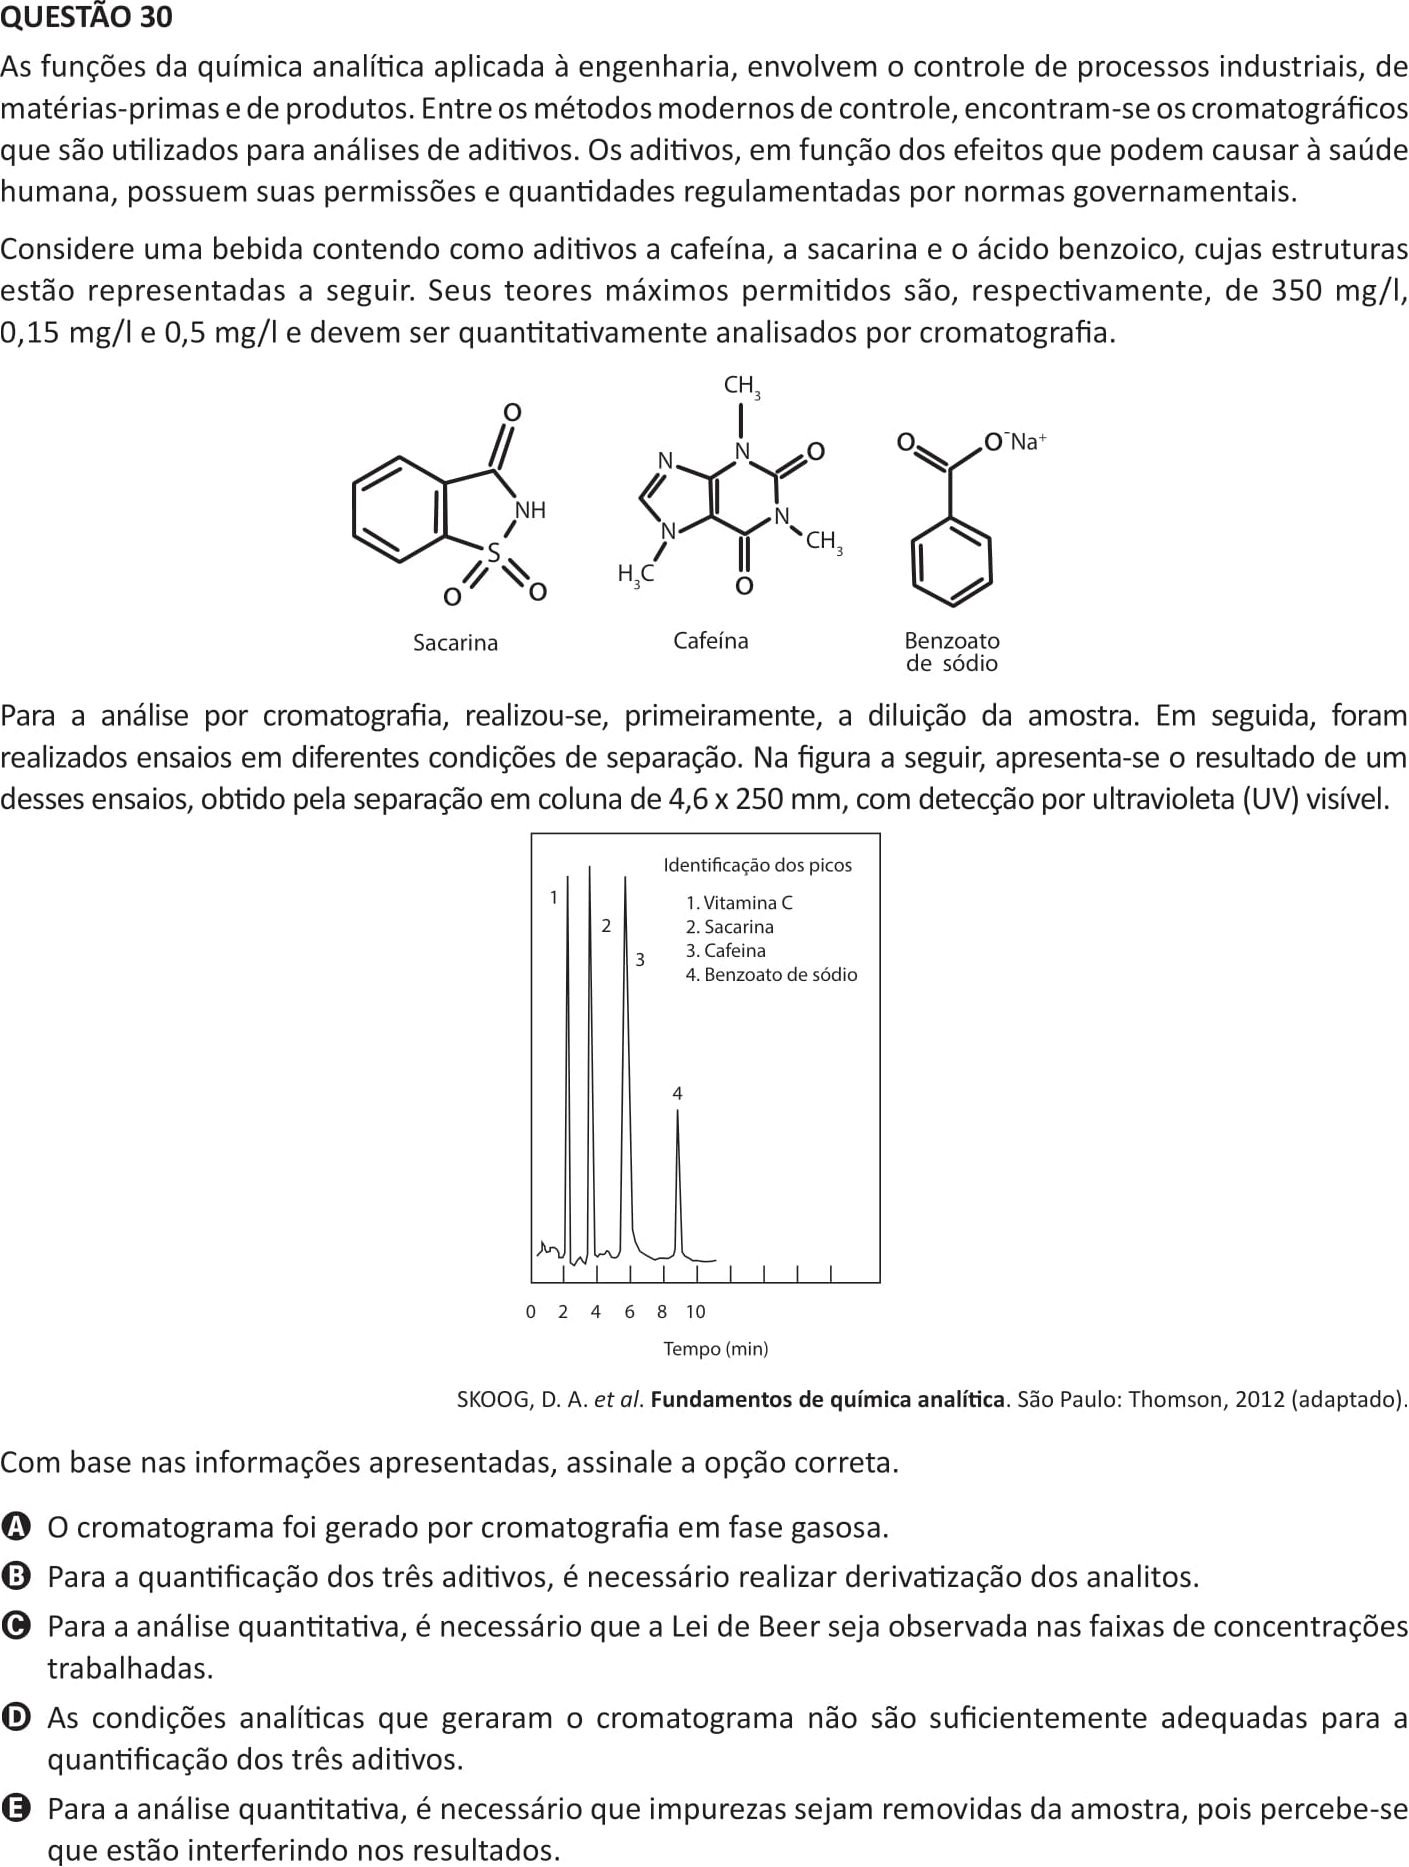 QUESTÃO 30
As funções da química analítica aplicada à engenharia, envolvem o controle de processos industriais, de
matérias-primas e de produtos. Entre os métodos modernos de controle, encontram-se os cromatográficos
que são utilizados para análises de aditivos. Os aditivos, em função dos efeitos que podem causar à saúde
humana, possuem suas permissões e quantidades regulamentadas por normas governamentais.
Considere uma bebida contendo como aditivos a cafeína, a sacarina e o ácido benzoico, cujas estruturas
estão representadas a seguir. Seus teores máximos permitidos são, respectivamente, de 350 mg/l,
0,15 mg/l e 0,5 mg/l e devem ser quantitativamente analisados por cromatografia.
O
NH
S
O
O
Sacarina
CH3
N
N
O
N
N
CH3
H3C
O
Cafeína
O
O⁻Na⁺
Benzoato
de sódio
Para a análise por cromatografia, realizou-se, primeiramente, a diluição da amostra. Em seguida, foram
realizados ensaios em diferentes condições de separação. Na figura a seguir, apresenta-se o resultado de um
desses ensaios, obtido pela separação em coluna de 4,6 x 250 mm, com detecção por ultravioleta (UV) visível.
Identificação dos picos
1. Vitamina C
2. Sacarina
3. Cafeina
4. Benzoato de sódio
1
2
3
4
0 2 4 6 8 10
Tempo (min)
SKOOG, D. A. et al. Fundamentos de química analítica. São Paulo: Thomson, 2012 (adaptado).
Com base nas informações apresentadas, assinale a opção correta.
A O cromatograma foi gerado por cromatografia em fase gasosa.
B Para a quantificação dos três aditivos, é necessário realizar derivatização dos analitos.
C Para a análise quantitativa, é necessário que a Lei de Beer seja observada nas faixas de concentrações
trabalhadas.
D As condições analíticas que geraram o cromatograma não são suficientemente adequadas para a
quantificação dos três aditivos.
E Para a análise quantitativa, é necessário que impurezas sejam removidas da amostra, pois percebe-se
que estão interferindo nos resultados.